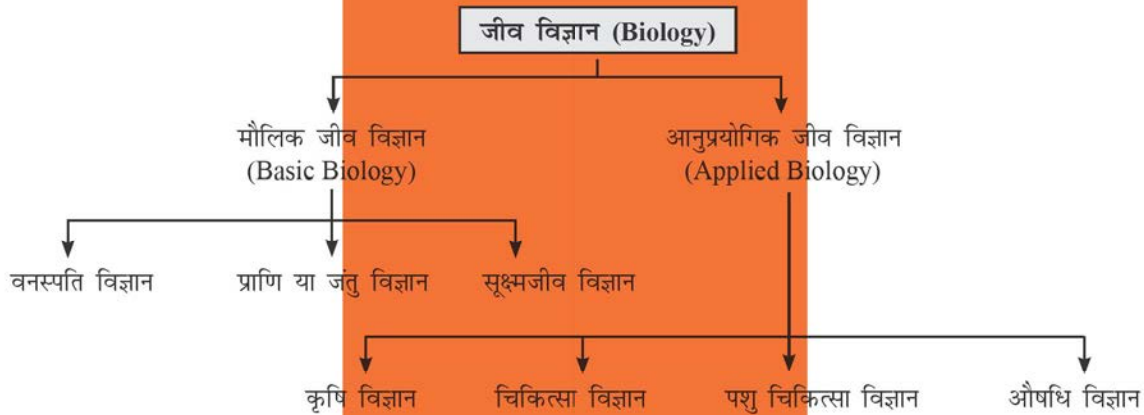 जीव विज्ञान (Biology)
मौलिक जीव विज्ञान
(Basic Biology)
आनुप्रयोगिक जीव विज्ञान
(Applied Biology)
वनस्पति विज्ञान
प्राणि या जंतु विज्ञान
सूक्ष्मजीव विज्ञान
कृषि विज्ञान
चिकित्सा विज्ञान
पशु चिकित्सा विज्ञान
औषधि विज्ञान